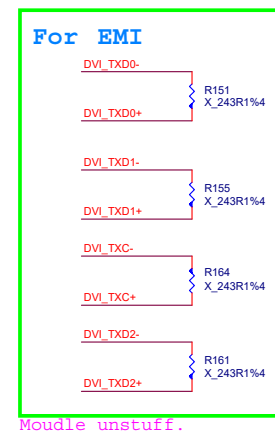 For EMI
DVI_TXD0-
R151
X_243R1%4
DVI_TXD0+
DVI_TXD1-
R155
X_243R1%4
DVI_TXD1+
DVI_TXC-
R164
X_243R1%4
DVI_TXC+
DVI_TXD2-
R161
X_243R1%4
DVI_TXD2+
Moudle unstuff.